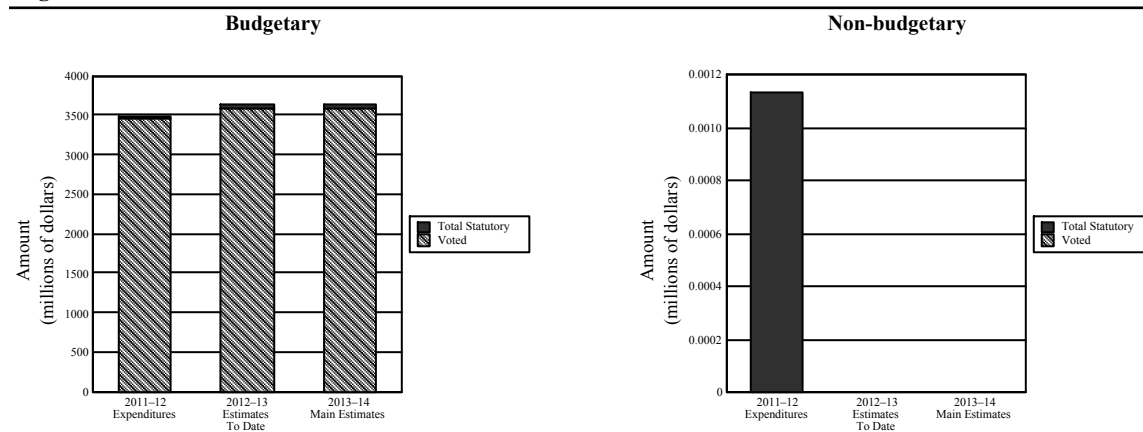 Budgetary
Non-budgetary
Amount
(millions of dollars)
4000
3500
3000
2500
2000
1500
1000
500
0
2011–12
Expenditures
2012–13
Estimates
To Date
2013–14
Main Estimates
Total Statutory
Voted
Amount
(millions of dollars)
0.0012
0.0010
0.0008
0.0006
0.0004
0.0002
0
2011–12
Expenditures
2012–13
Estimates
To Date
2013–14
Main Estimates
Total Statutory
Voted